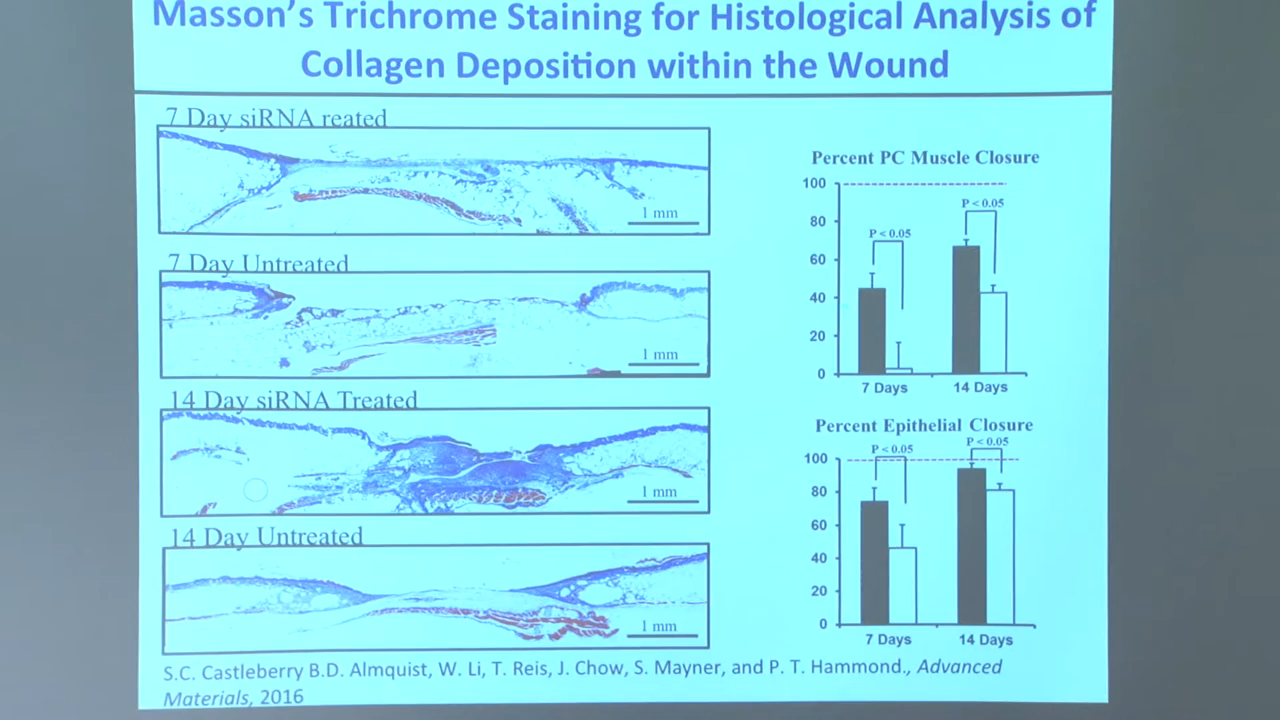 Masson's Trichrome Staining for Histological Analysis of
Collagen Deposition within the Wound
7 Day siRNA reated
1 mm
7 Day Untreated
1 mm
14 Day siRNA Treated
1 mm
14 Day Untreated
1 mm
Percent PC Muscle Closure
100
80
60
40
20
0
P < 0.05
P < 0.05
7 Days
14 Days
Percent Epithelial Closure
100
80
60
40
20
0
P < 0.05
P < 0.05
7 Days
14 Days
S.C. Castleberry B.D. Almquist, W. Li, T. Reis, J. Chow, S. Mayner, and P. T. Hammond., Advanced
Materials, 2016